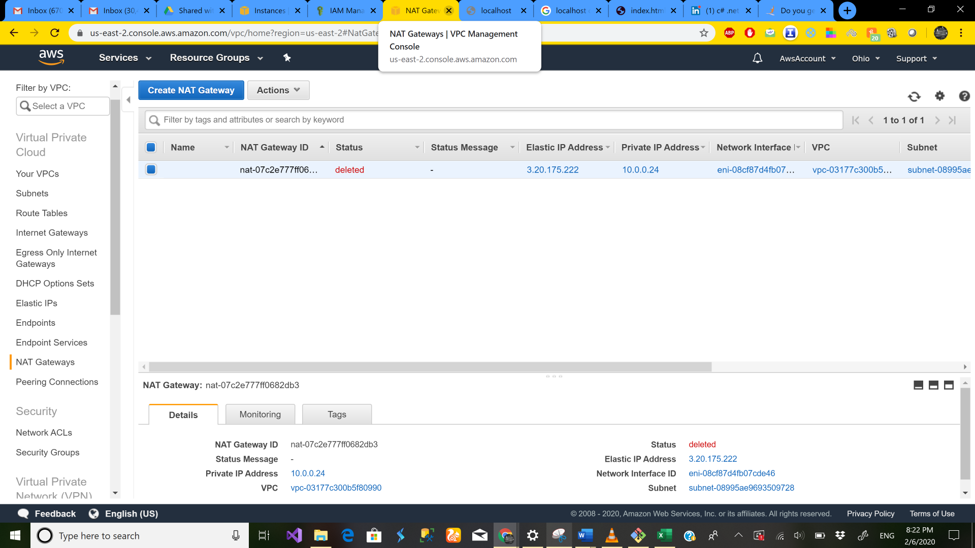 Inbox (670
Inbox (30,
Shared wit
Instances
IAM Mana
NAT Gatew
localhost
localhost -
index.htm
(1) c# .net
Do you ga
us-east-2.console.aws.amazon.com/vpc/home?region=us-east-2#NatGate
ABP
20
NAT Gateways | VPC Management
Console
us-east-2.console.aws.amazon.com
aws
Services
Resource Groups
AwsAccount
Ohio
Support
Filter by VPC:
Select a VPC
Virtual Private
Cloud
Your VPCs
Subnets
Route Tables
Internet Gateways
Egress Only Internet
Gateways
DHCP Options Sets
Elastic IPs
Endpoints
Endpoint Services
NAT Gateways
Peering Connections
Security
Network ACLs
Security Groups
Virtual Private
Network (VPN)
Create NAT Gateway
Actions
Filter by tags and attributes or search by keyword
1 to 1 of 1
Name
NAT Gateway ID
Status
Status Message
Elastic IP Address
Private IP Address
Network Interface I
VPC
Subnet
nat-07c2e777ff06...
deleted
-
3.20.175.222
10.0.0.24
eni-08cf87d4fb07...
vpc-03177c300b5...
subnet-08995ae
NAT Gateway: nat-07c2e777ff0682db3
Details
Monitoring
Tags
NAT Gateway ID nat-07c2e777ff0682db3
Status deleted
Status Message -
Elastic IP Address 3.20.175.222
Private IP Address 10.0.0.24
Network Interface ID eni-08cf87d4fb07cde46
VPC vpc-03177c300b5f80990
Subnet subnet-08995ae9693509728
Feedback
English (US)
© 2008 - 2020, Amazon Web Services, Inc. or its affiliates. All rights reserved.
Privacy Policy
Terms of Use
Type here to search
8:22 PM
2/6/2020